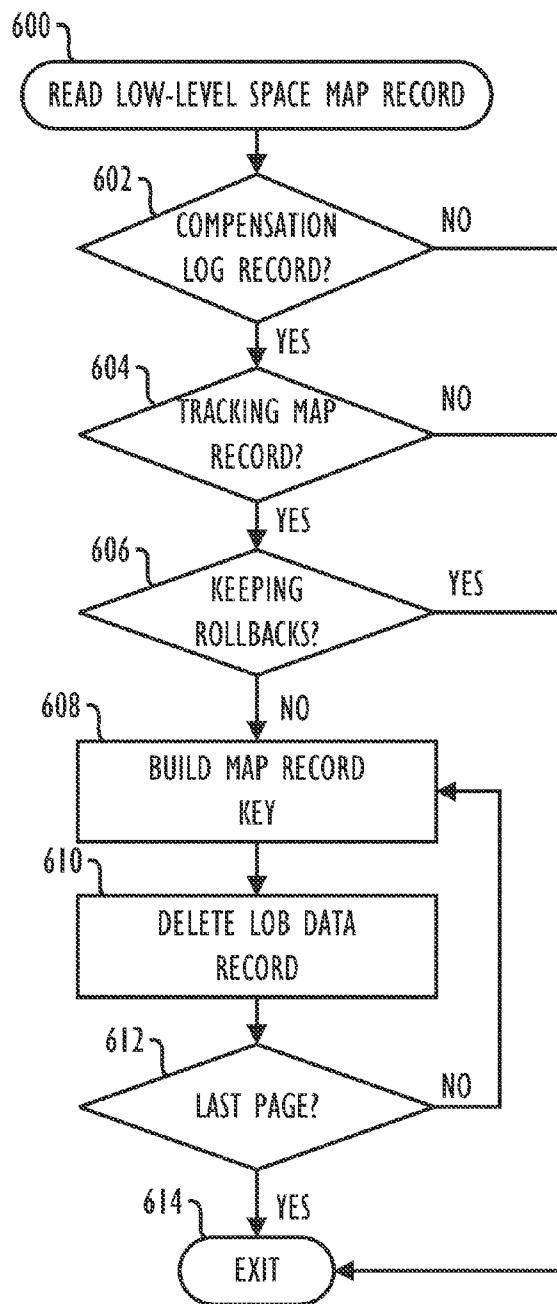 600
READ LOW-LEVEL SPACE MAP RECORD
602
COMPENSATION
LOG RECORD?
NO
YES
604
TRACKING MAP
RECORD?
NO
YES
606
KEEPING
ROLLBACKS?
YES
NO
608
BUILD MAP RECORD
KEY
610
DELETE LOB DATA
RECORD
612
LAST PAGE?
NO
YES
614
EXIT